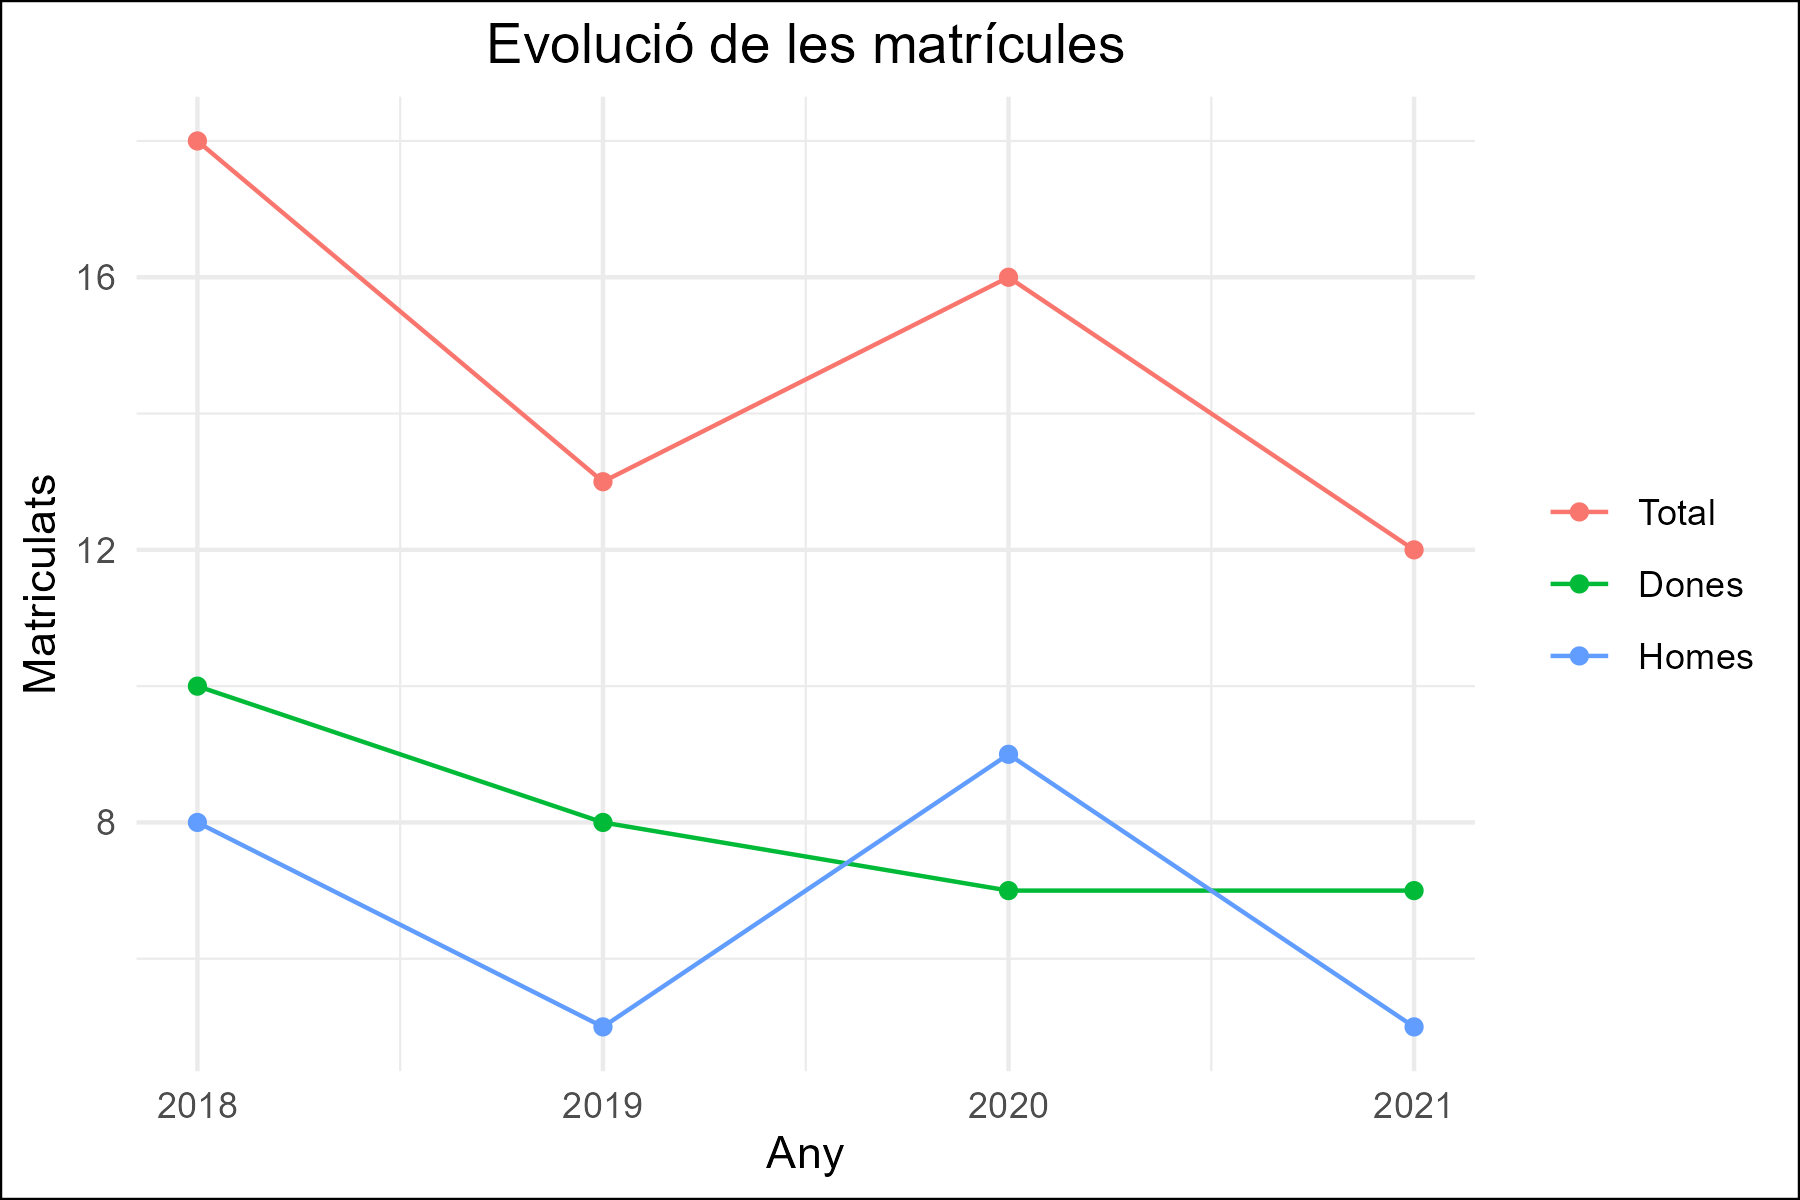 Evolució de les matrícules
Matriculats
16
12
8
2018
2019
2020
2021
Any
Total
Dones
Homes